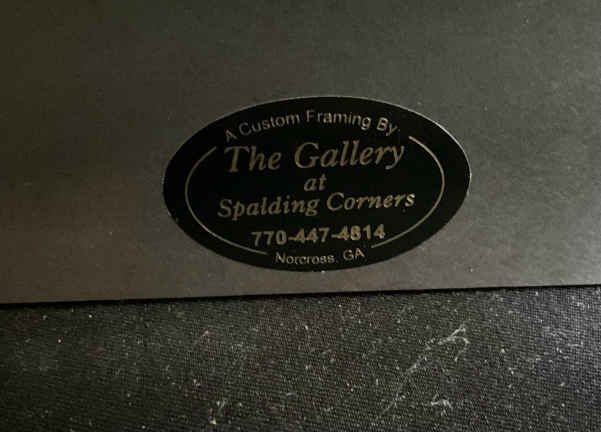 A Custom Framing By:
The Gallery
at
Spalding Corners
770-447-4814
Norcross, GA